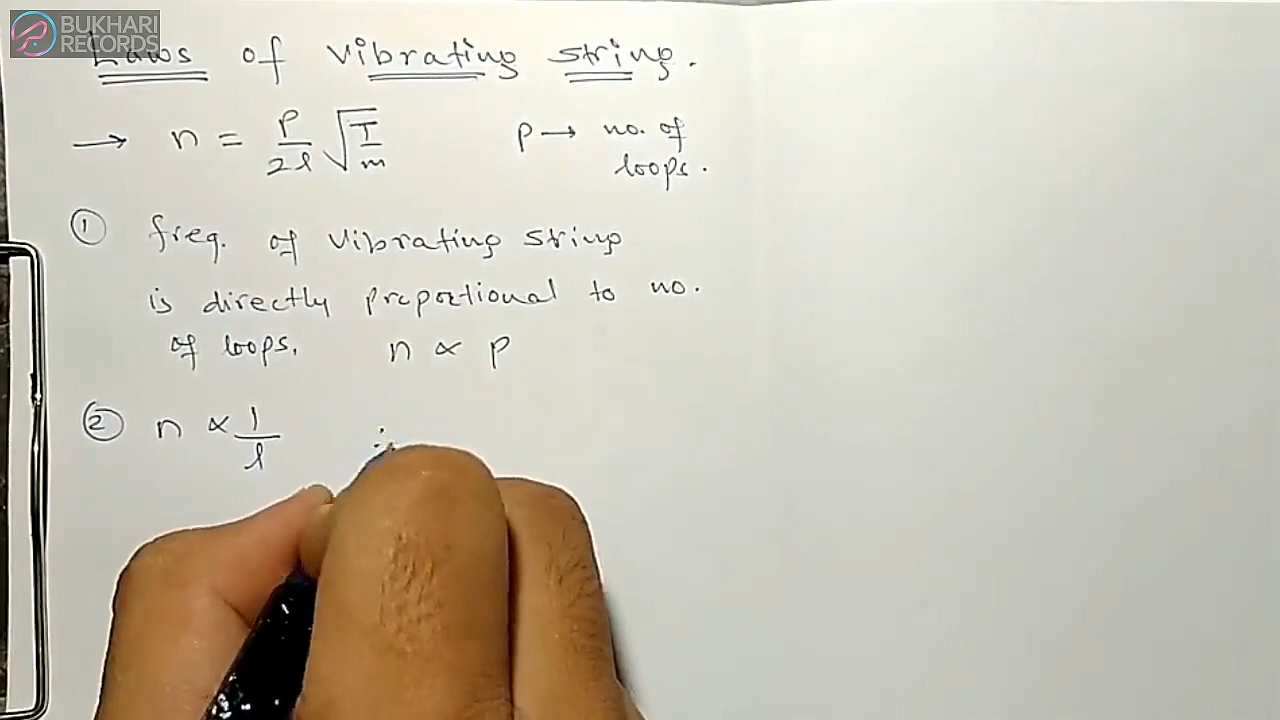 BUKHARI
RECORDS
Laws of vibrating string.
→ n = P/2l √T/m p → no. of
loops.
① freq. of vibrating string
is directly proportional to no.
of loops. n ∝ p
② n ∝ 1/l